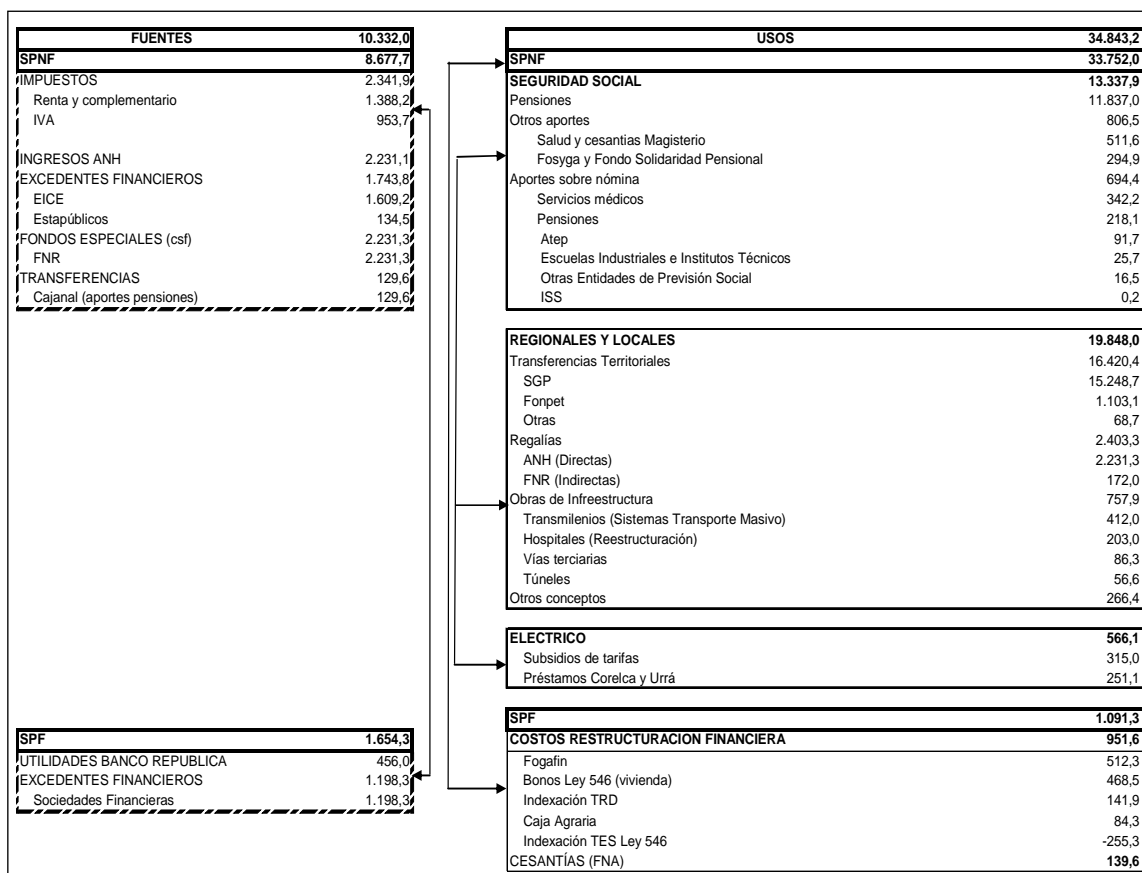 FUENTES 10.332,0
SPNF 8.677,7
IMPUESTOS 2.341,9
Renta y complementario 1.388,2
IVA 953,7
INGRESOS ANH 2.231,1
EXCEDENTES FINANCIEROS 1.743,8
EICE 1.609,2
Estapúblicos 134,5
FONDOS ESPECIALES (csf) 2.231,3
FNR 2.231,3
TRANSFERENCIAS 129,6
Cajanal (aportes pensiones) 129,6
SPF 1.654,3
UTILIDADES BANCO REPUBLICA 456,0
EXCEDENTES FINANCIEROS 1.198,3
Sociedades Financieras 1.198,3
USOS 34.843,2
SPNF 33.752,0
SEGURIDAD SOCIAL 13.337,9
Pensiones 11.837,0
Otros aportes 806,5
Salud y cesantias Magisterio 511,6
Fosyga y Fondo Solidaridad Pensional 294,9
Aportes sobre nómina 694,4
Servicios médicos 342,2
Pensiones 218,1
Atep 91,7
Escuelas Industriales e Institutos Técnicos 25,7
Otras Entidades de Previsión Social 16,5
ISS 0,2
REGIONALES Y LOCALES 19.848,0
Transferencias Territoriales 16.420,4
SGP 15.248,7
Fonpet 1.103,1
Otras 68,7
Regalías 2.403,3
ANH (Directas) 2.231,3
FNR (Indirectas) 172,0
Obras de Infreestructura 757,9
Transmilenios (Sistemas Transporte Masivo) 412,0
Hospitales (Reestructuración) 203,0
Vías terciarias 86,3
Túneles 56,6
Otros conceptos 266,4
ELECTRICO 566,1
Subsidios de tarifas 315,0
Préstamos Corelca y Urrá 251,1
SPF 1.091,3
COSTOS RESTRUCTURACION FINANCIERA 951,6
Fogafin 512,3
Bonos Ley 546 (vivienda) 468,5
Indexación TRD 141,9
Caja Agraria 84,3
Indexación TES Ley 546 -255,3
CESANTÍAS (FNA) 139,6